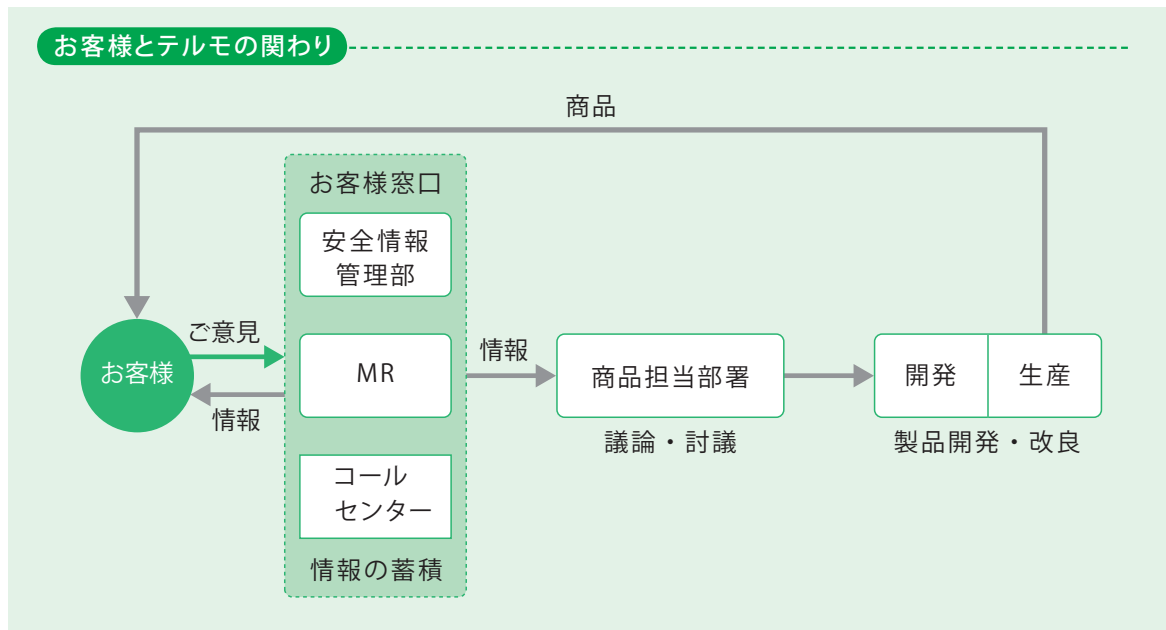 お客様とテルモの関わり
商品
お客様窓口
安全情報
管理部
お客様
ご意見
情報
MR
情報
商品担当部署
議論・討議
開発
生産
製品開発・改良
コール
センター
情報の蓄積